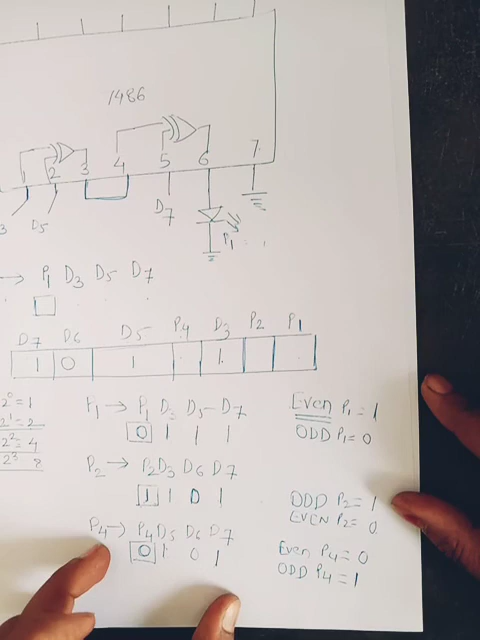 1486
1 2 3 4 5 6 7
3 D5 D7
P1 =
→ P1 D3 D5 D7
D7 D6 D5 P4 D3 P2 P1
1 0 1 1
2⁰=1
2¹=2
2²=4
2³ 8
P1 → P1 D3 D5 - D7
0 1 1 1
Even P1 = 1
ODD P1 = 0
P2 → P2 D3 D6 D7
1 1 0 1
ODD P2 = 1
EVEN P2 = 0
P4 → P4 D5 D6 D7
0 1 0 1
Even P4 = 0
ODD P4 = 1